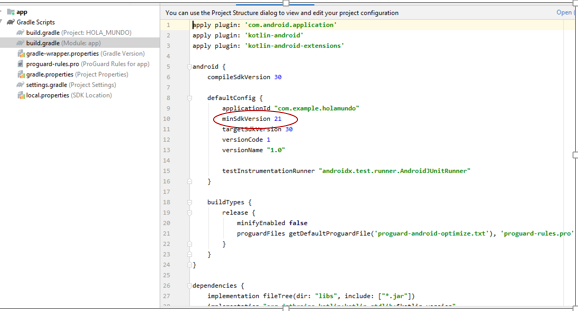 app
Gradle Scripts
build.gradle (Project: HOLA_MUNDO)
build.gradle (Module: app)
gradle-wrapper.properties (Gradle Version)
proguard-rules.pro (ProGuard Rules for app)
gradle.properties (Project Properties)
settings.gradle (Project Settings)
local.properties (SDK Location)
You can use the Project Structure dialog to view and edit your project configuration
Open
1 apply plugin: 'com.android.application'
2 apply plugin: 'kotlin-android'
3 apply plugin: 'kotlin-android-extensions'
4
5 android {
6 compileSdkVersion 30
7
8 defaultConfig {
9 applicationId "com.example.holamundo"
10 minSdkVersion 21
11 targetSdkVersion 30
12 versionCode 1
13 versionName "1.0"
14
15 testInstrumentationRunner "androidx.test.runner.AndroidJUnitRunner"
16 }
17
18 buildTypes {
19 release {
20 minifyEnabled false
21 proguardFiles getDefaultProguardFile('proguard-android-optimize.txt'), 'proguard-rules.pro'
22 }
23 }
24 }
25
26 dependencies {
27 implementation fileTree(dir: "libs", include: ["*.jar"])